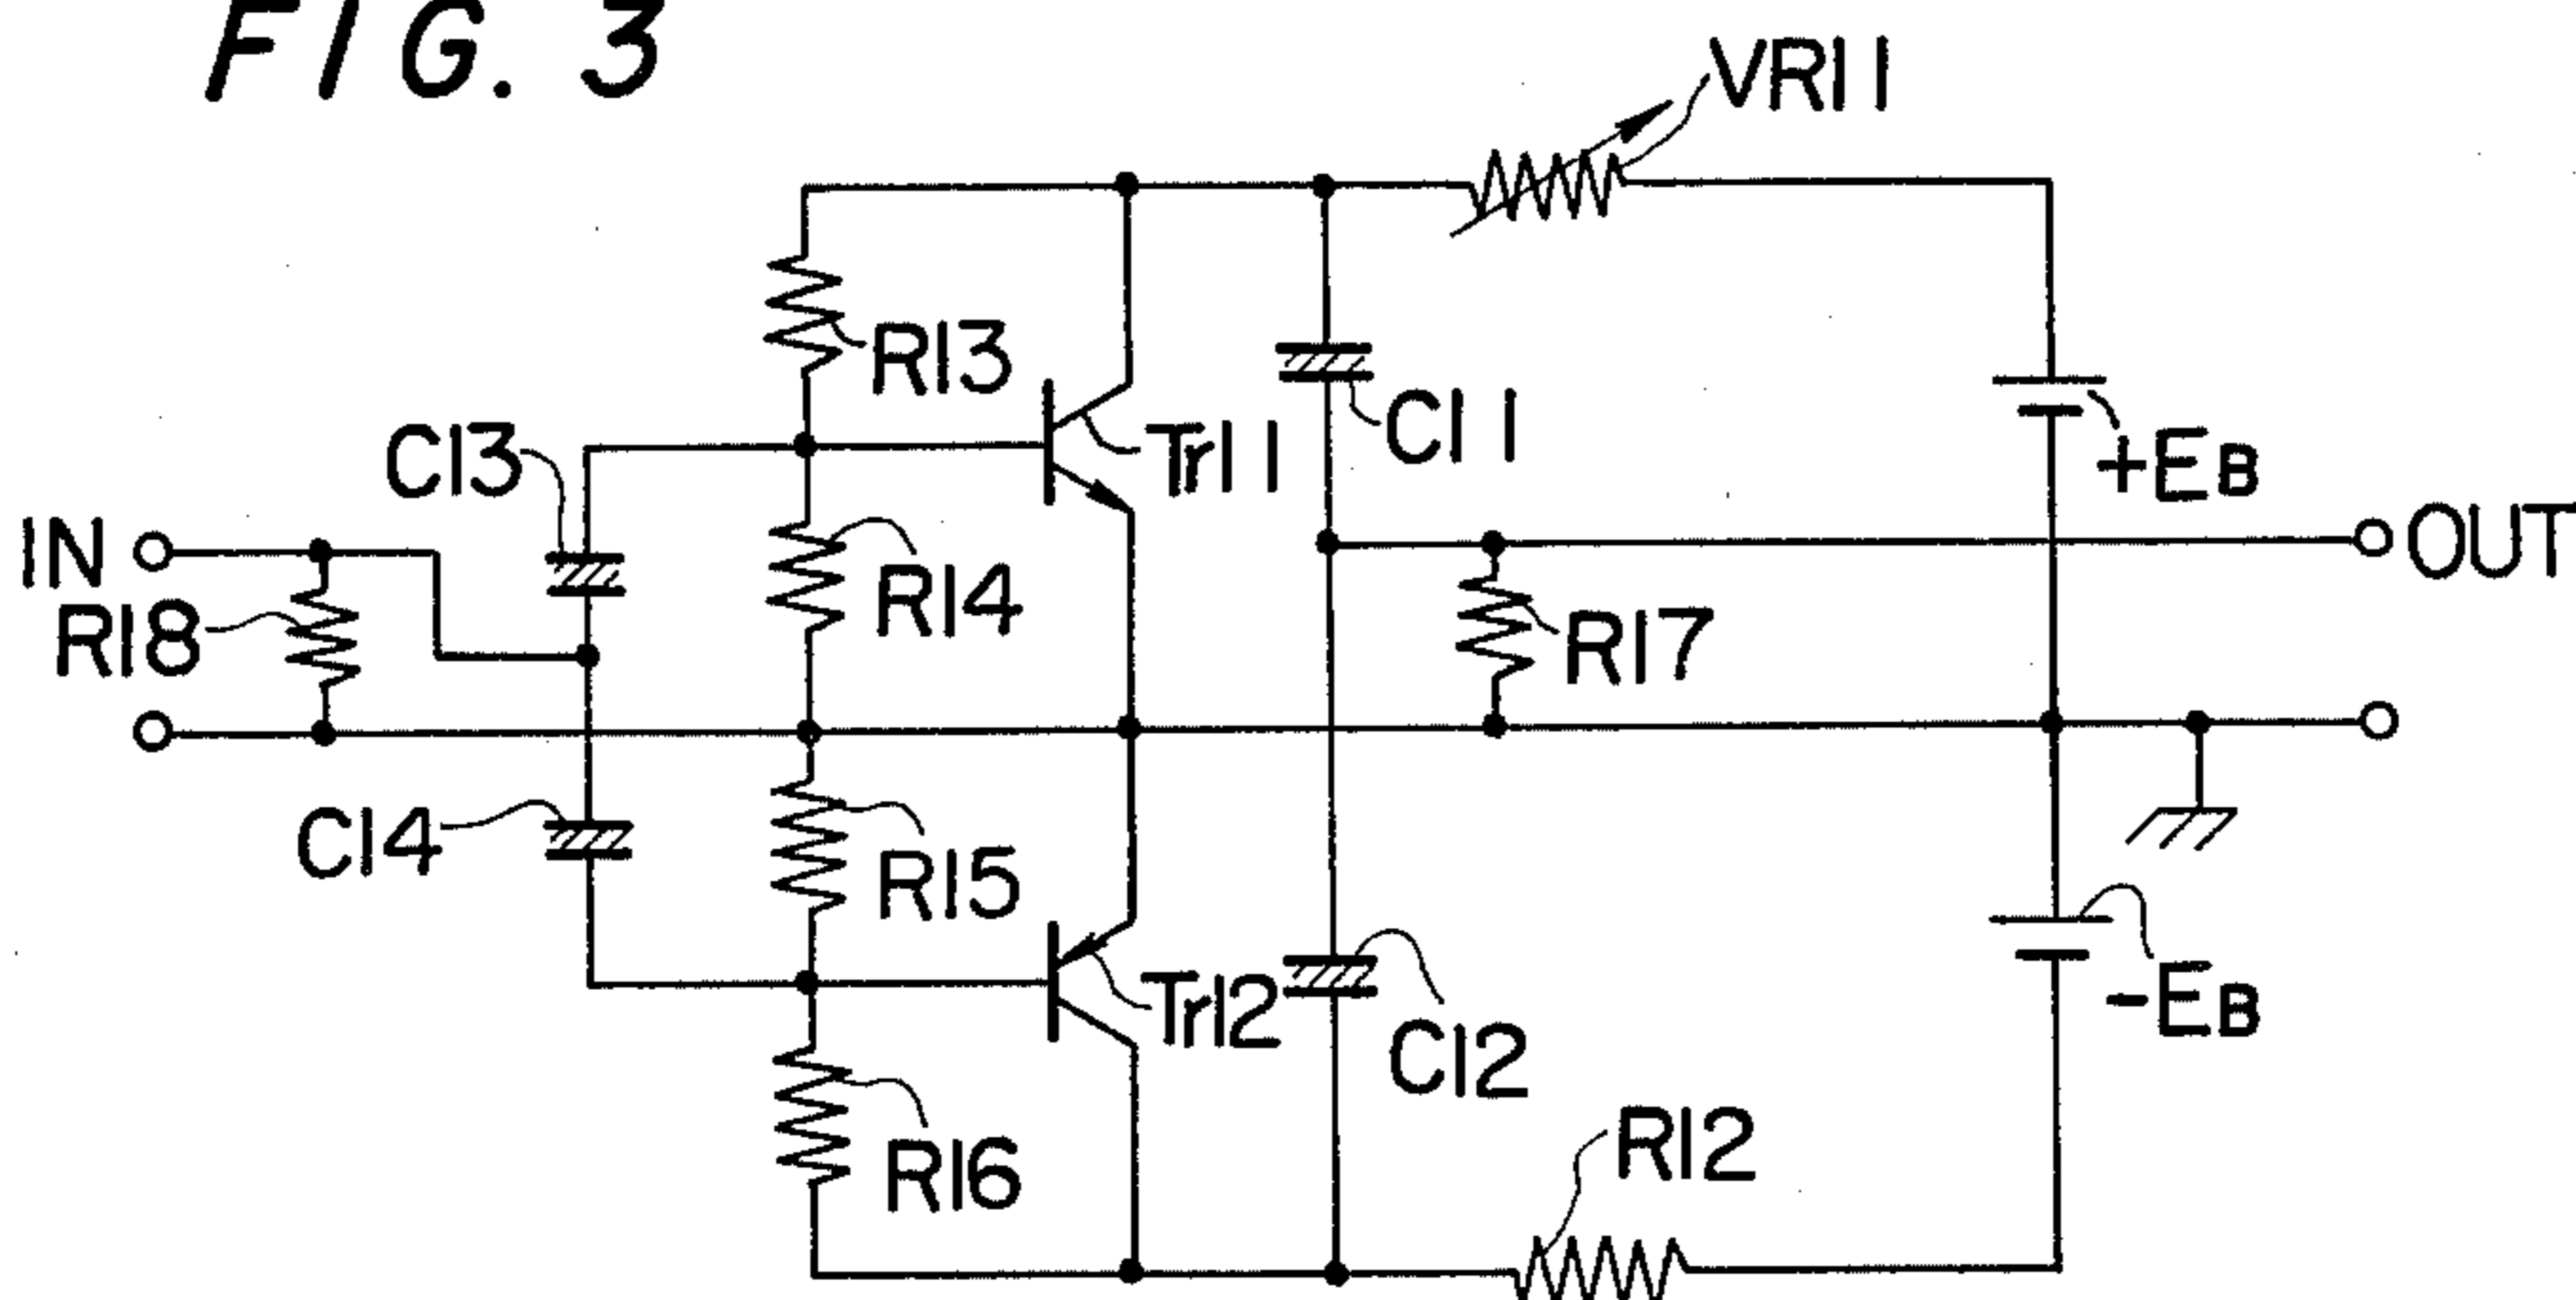 FIG. 3
VR11
R13
C13
Tr11
C11
+EB
IN
OUT
R14
R18
R17
C14
R15
Tr12
-EB
C12
R12
R16